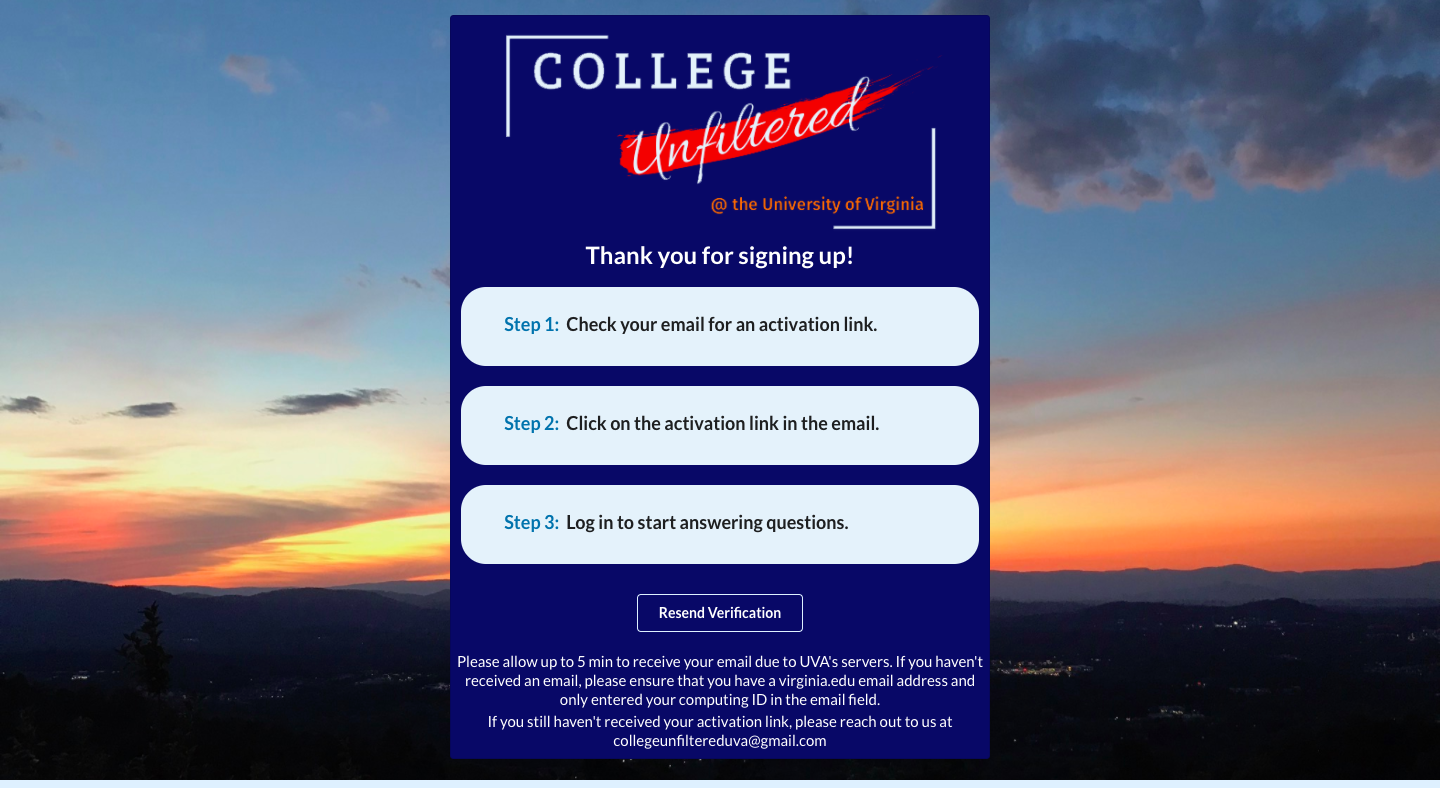 COLLEGE
Unfiltered
@ the University of Virginia
Thank you for signing up!
Step 1: Check your email for an activation link.
Step 2: Click on the activation link in the email.
Step 3: Log in to start answering questions.
Resend Verification
Please allow up to 5 min to receive your email due to UVA's servers. If you haven't
received an email, please ensure that you have a virginia.edu email address and
only entered your computing ID in the email field.
If you still haven't received your activation link, please reach out to us at
collegeunfiltereduva@gmail.com